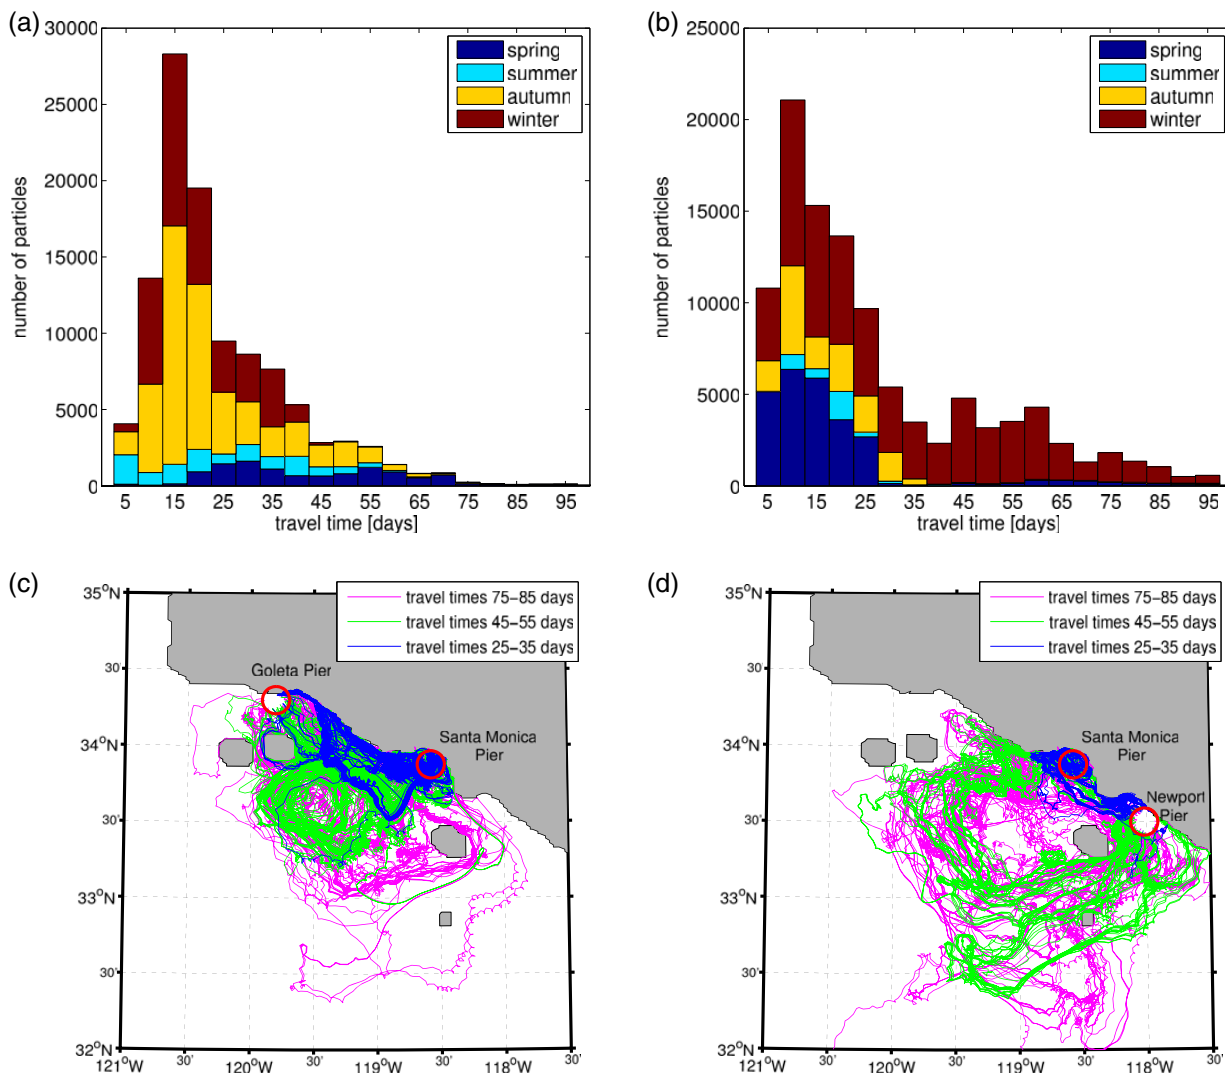 (a)
30000
25000
20000
15000
10000
5000
0
number of particles
spring
summer
autumn
winter
5 15 25 35 45 55 65 75 85 95
travel time [days]
(b)
25000
20000
15000
10000
5000
0
number of particles
spring
summer
autumn
winter
5 15 25 35 45 55 65 75 85 95
travel time [days]
(c)
travel times 75-85 days
travel times 45-55 days
travel times 25-35 days
Goleta Pier
Santa Monica
Pier
35°N
30'
34°N
30'
33°N
30'
32°N
121°W 30' 120°W 30' 119°W 30' 118°W 30'
(d)
travel times 75-85 days
travel times 45-55 days
travel times 25-35 days
Santa Monica
Pier
Newport
Pier
35°N
30'
34°N
30'
33°N
30'
32°N
121°W 30' 120°W 30' 119°W 30' 118°W 30'